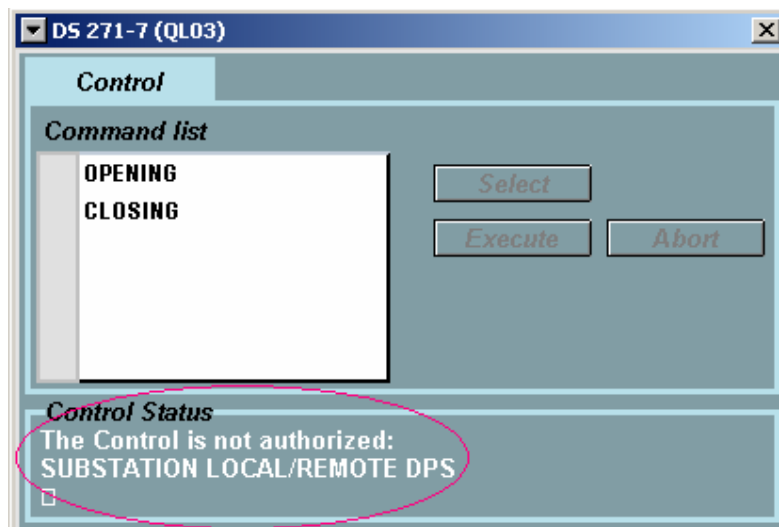 DS 271-7 (QL03)
Control
Command list
OPENING
CLOSING
Select
Execute
Abort
Control Status
The Control is not authorized:
SUBSTATION LOCAL/REMOTE DPS